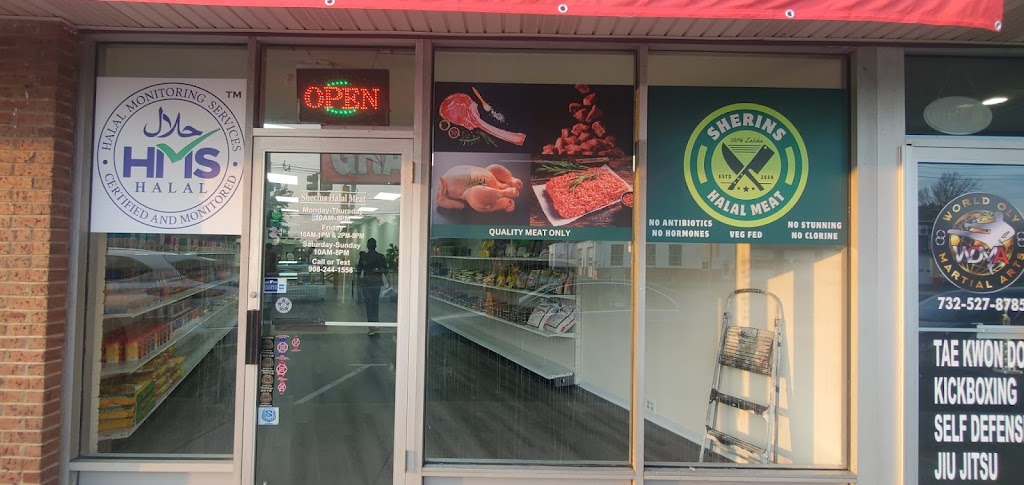 HALAL MONITORING SERVICES
TM
حلال
HMS
HALAL
CERTIFIED AND MONITORED
OPEN
Sherins Halal Meat
Monday-Thursday
10AM-8PM
Friday
10AM-1PM & 2PM-8PM
Saturday-Sunday
10AM-8PM
Call or Text
908-244-1558
QUALITY MEAT ONLY
SHERINS
100% Zabiha
ESTD 2024
HALAL MEAT
NO ANTIBIOTICS
NO HORMONES
VEG FED
NO STUNNING
NO CLORINE
WORLD OLY
WOMA
MARTIAL ARTS
732-527-8785
TAE KWON DO
KICKBOXING
SELF DEFENS
JIU JITSU